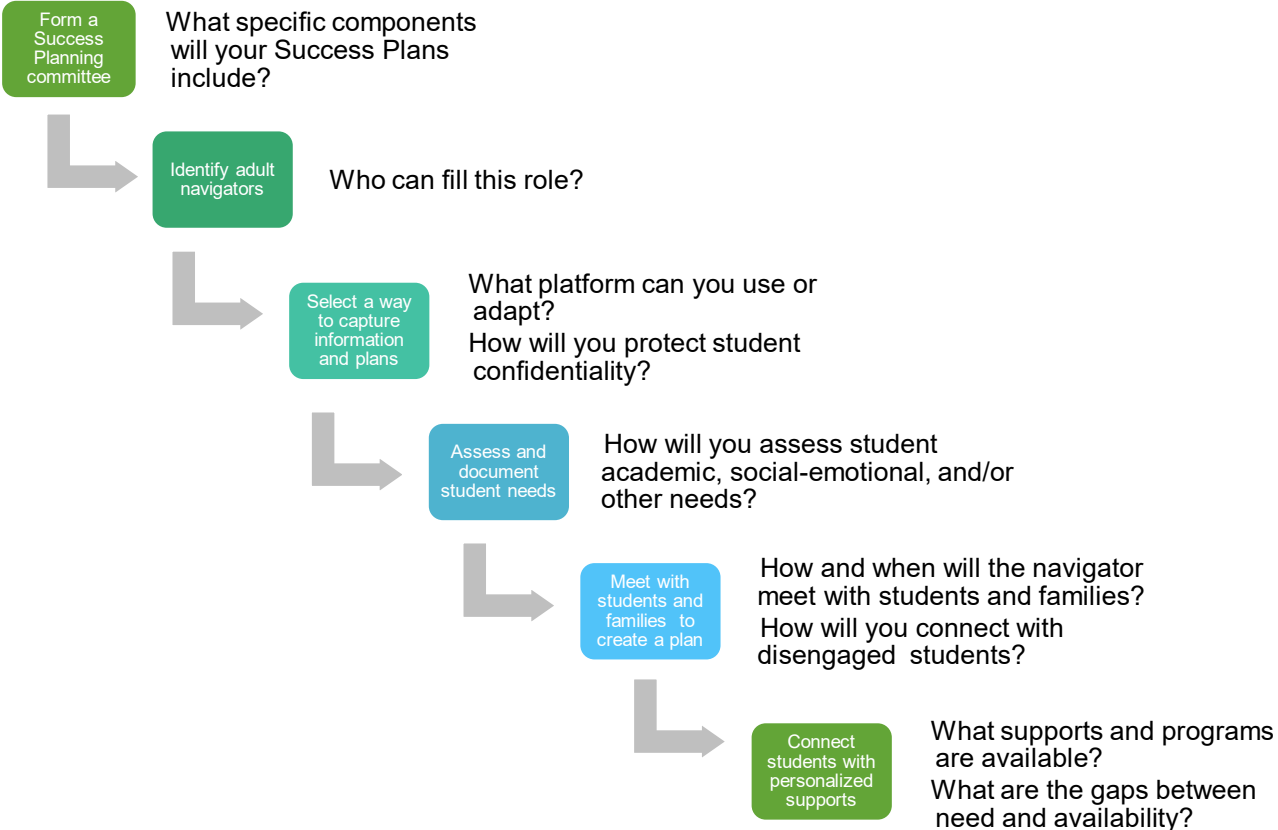 Form a
Success
Planning
committee
What specific components
will your Success Plans
include?
Identify adult
navigators
Who can fill this role?
Select a way
to capture
information
and plans
What platform can you use or
adapt?
How will you protect student
confidentiality?
Assess and
document
student needs
How will you assess student
academic, social-emotional, and/or
other needs?
Meet with
students and
families to
create a plan
How and when will the navigator
meet with students and families?
How will you connect with
disengaged students?
Connect
students with
personalized
supports
What supports and programs
are available?
What are the gaps between
need and availability?